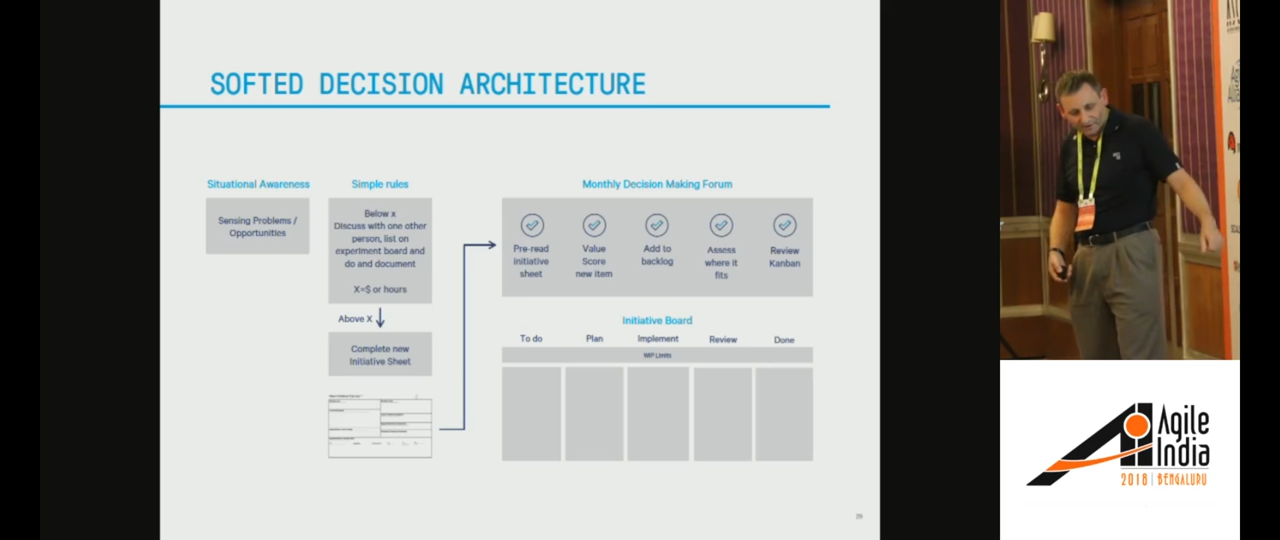 SOFTED DECISION ARCHITECTURE
Situational Awareness
Sensing Problems /
Opportunities
Simple rules
Below x
Discuss with one other
person, list on
experiment board and
do and document
X=$ or hours
Above X
Complete new
Initiative Sheet
Monthly Decision Making Forum
Pre-read
initiative
sheet
Value
Score
new item
Add to
backlog
Assess
where it
fits
Review
Kanban
Initiative Board
To do
Plan
Implement
Review
Done
WIP Limits
29
Agile
India
2018 | BENGALURU